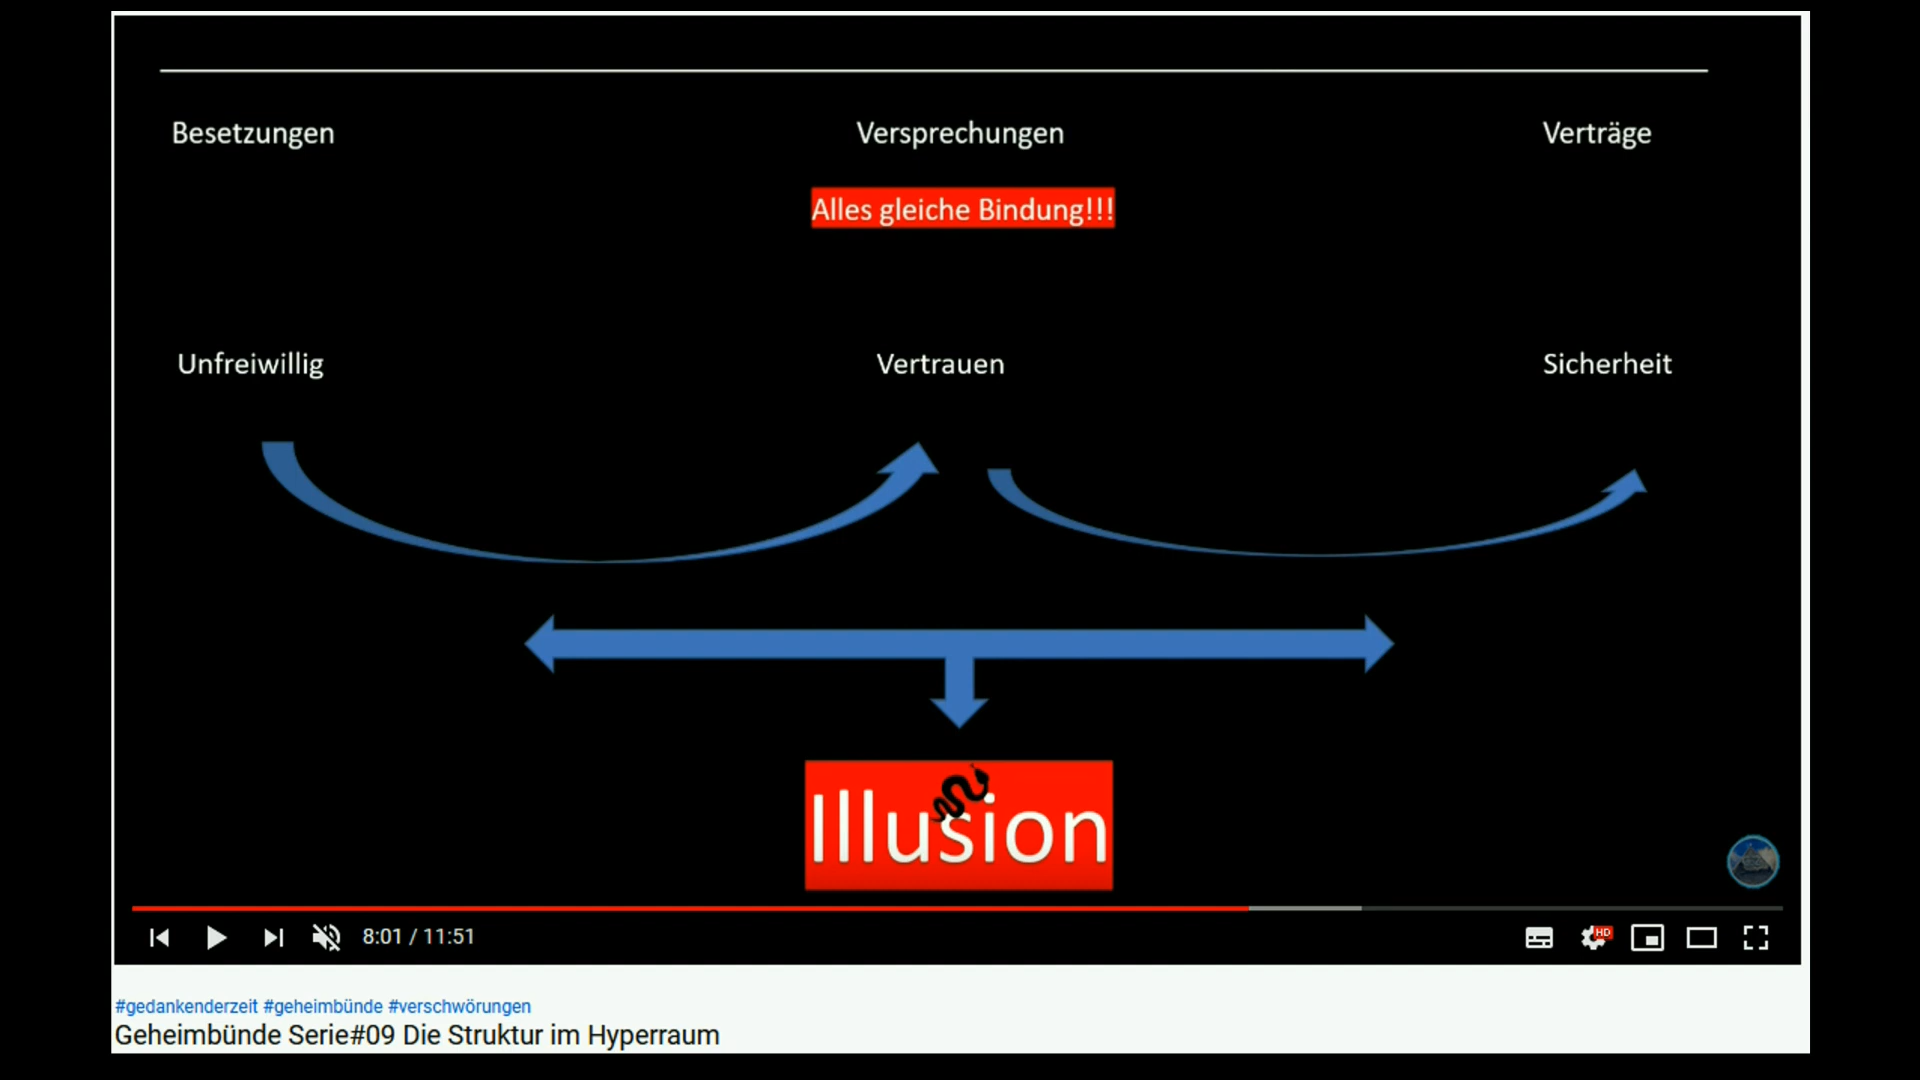 Besetzungen Versprechungen Verträge
Alles gleiche Bindung!!!
Unfreiwillig Vertrauen Sicherheit
Illusion
8:01 / 11:51 HD
#gedankenderzeit #geheimbünde #verschwörungen
Geheimbünde Serie#09 Die Struktur im Hyperraum